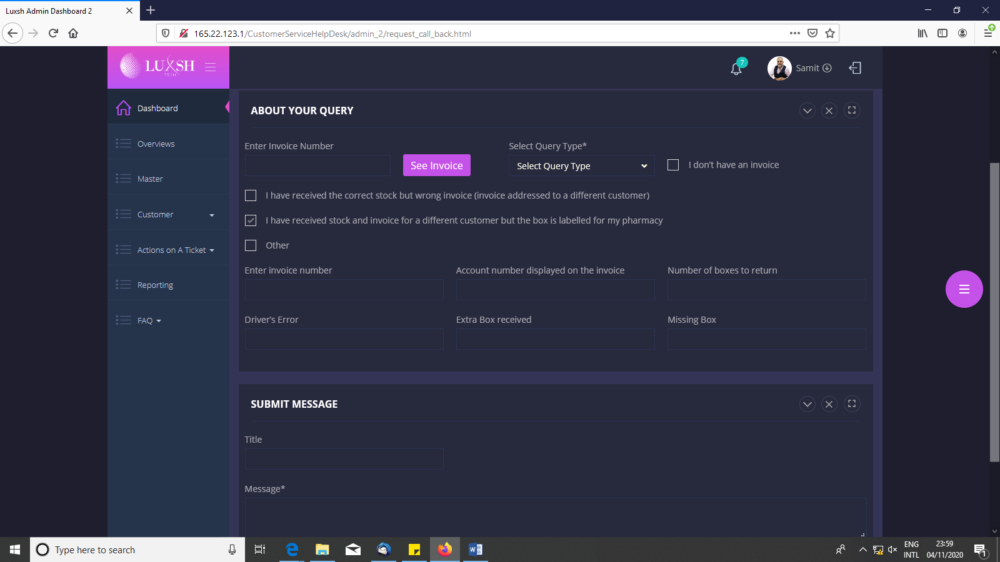 Luxsh Admin Dashboard 2
165.22.123.1/CustomerServiceHelpDesk/admin_2/request_call_back.html
LUXSH
TECH
7
Samit
Dashboard
Overviews
Master
Customer
Actions on A Ticket
Reporting
FAQ
ABOUT YOUR QUERY
Enter Invoice Number
See Invoice
Select Query Type*
Select Query Type
I don't have an invoice
I have received the correct stock but wrong invoice (invoice addressed to a different customer)
I have received stock and invoice for a different customer but the box is labelled for my pharmacy
Other
Enter invoice number
Account number displayed on the invoice
Number of boxes to return
Driver's Error
Extra Box received
Missing Box
SUBMIT MESSAGE
Title
Message*
Type here to search
ENG
INTL
23:59
04/11/2020
1